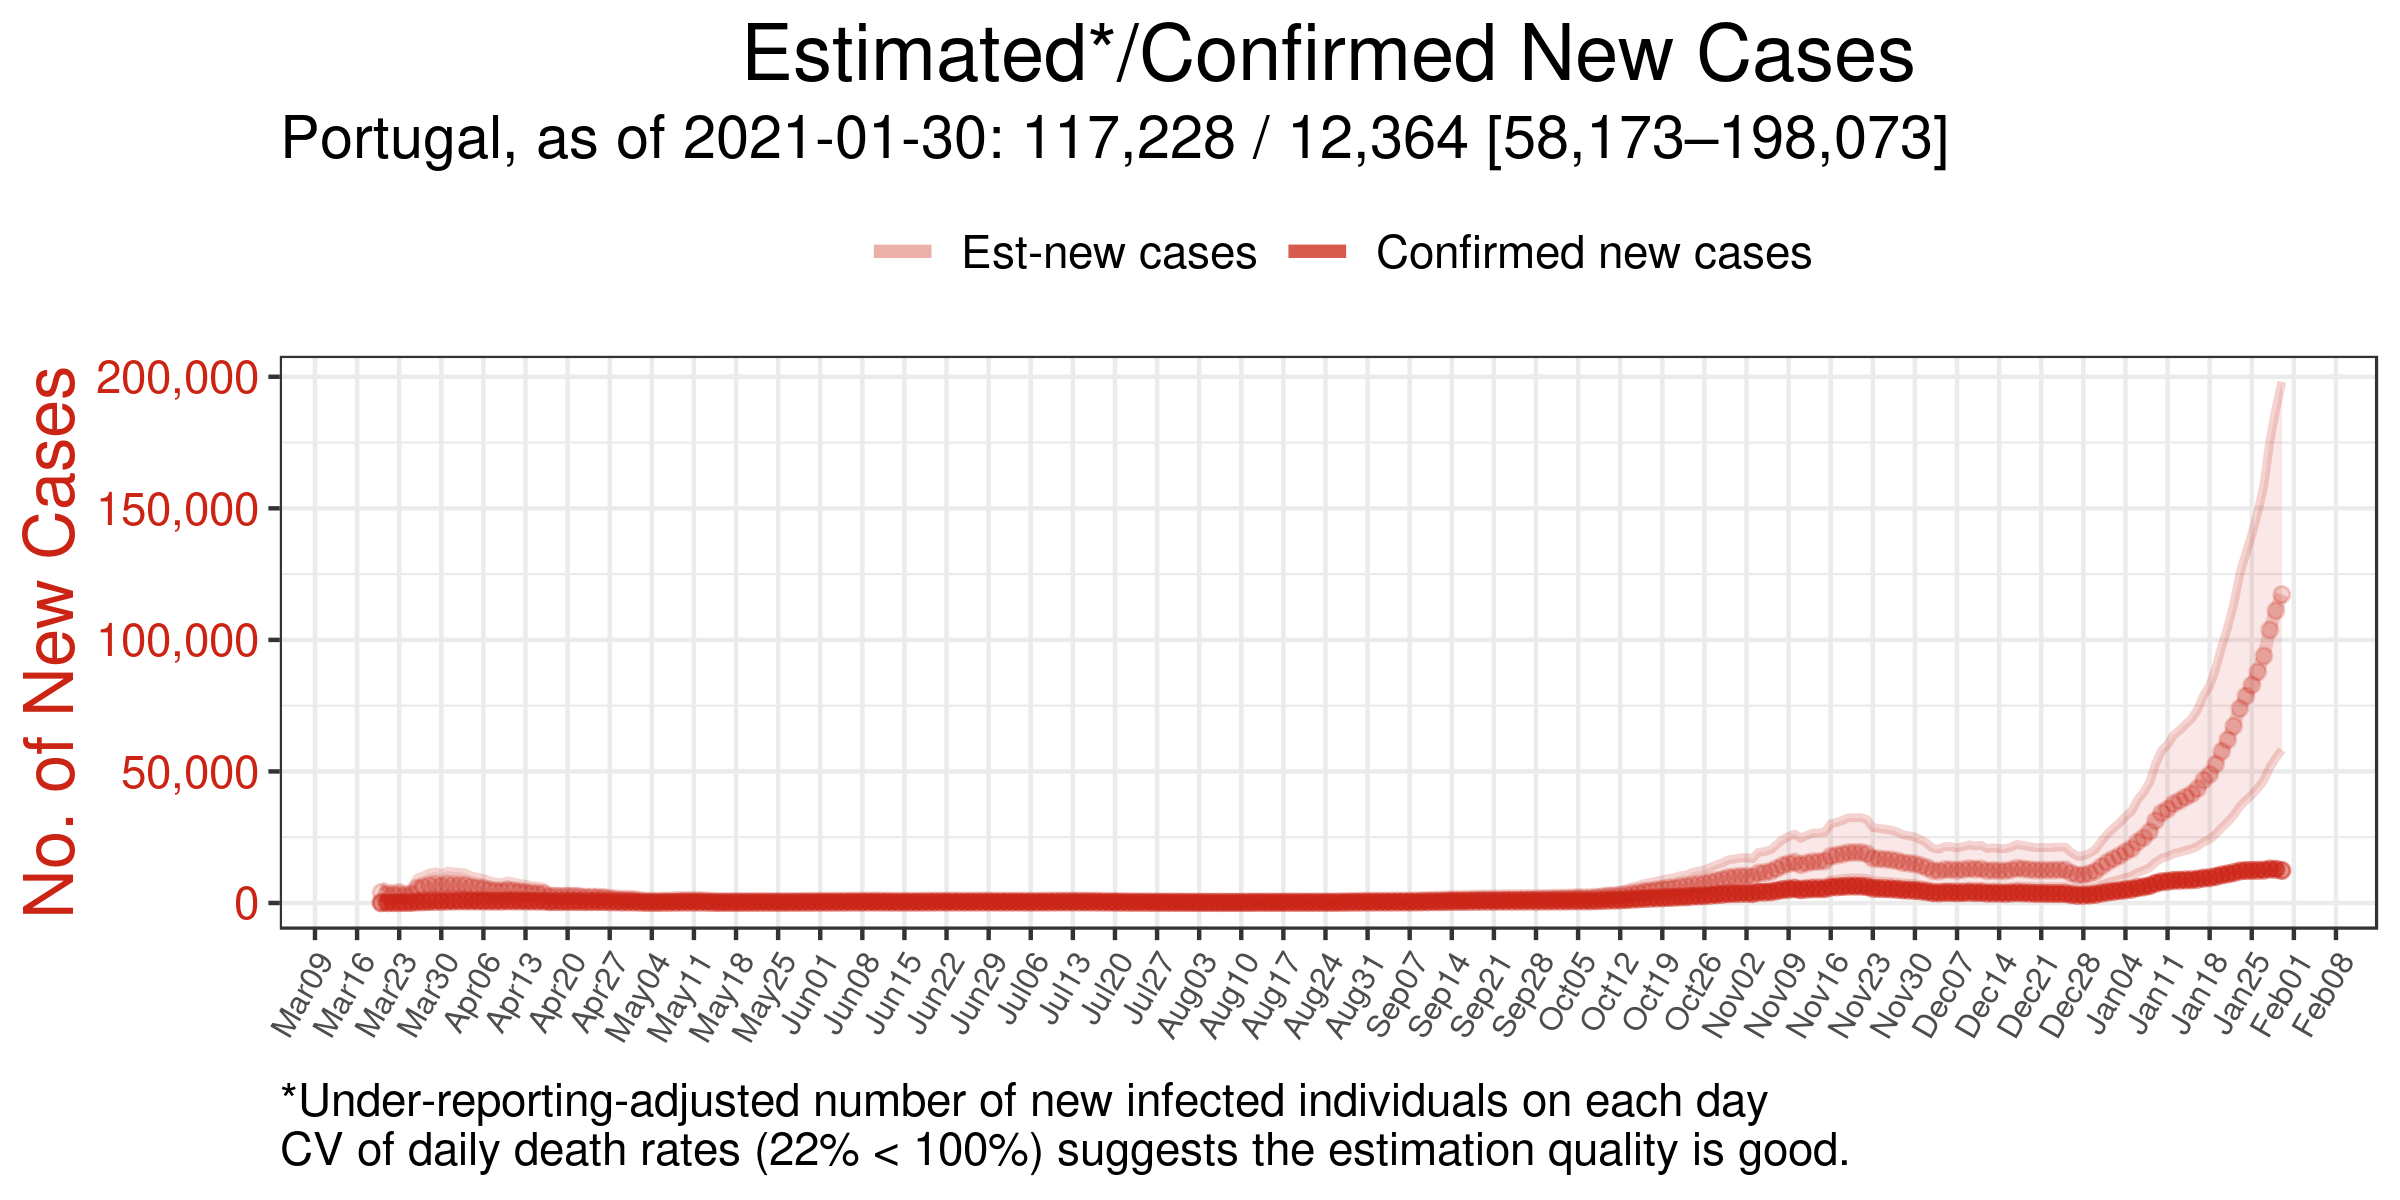 Estimated*/Confirmed New Cases
Portugal, as of 2021-01-30: 117,228 / 12,364 [58,173–198,073]
Est-new cases
Confirmed new cases
No. of New Cases
200,000
150,000
100,000
50,000
0
Mar09
Mar16
Mar23
Mar30
Apr06
Apr13
Apr20
Apr27
May04
May11
May18
May25
Jun01
Jun08
Jun15
Jun22
Jun29
Jul06
Jul13
Jul20
Jul27
Aug03
Aug10
Aug17
Aug24
Aug31
Sep07
Sep14
Sep21
Sep28
Oct05
Oct12
Oct19
Oct26
Nov02
Nov09
Nov16
Nov23
Nov30
Dec07
Dec14
Dec21
Dec28
Jan04
Jan11
Jan18
Jan25
Feb01
Feb08
*Under-reporting-adjusted number of new infected individuals on each day
CV of daily death rates (22% < 100%) suggests the estimation quality is good.